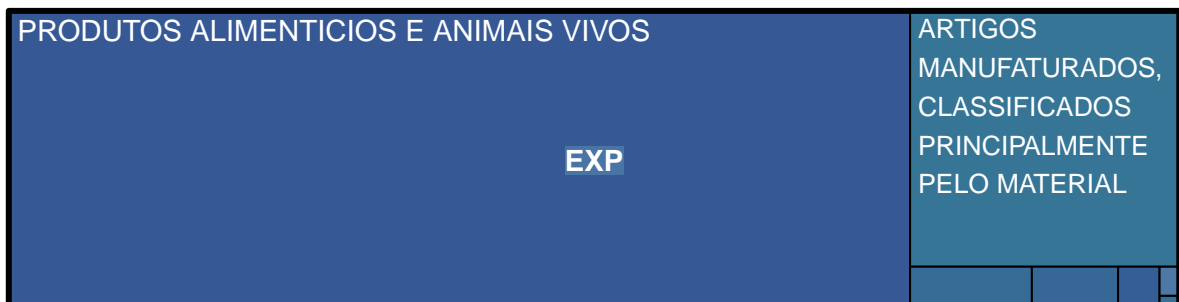 PRODUTOS ALIMENTICIOS E ANIMAIS VIVOS
EXP
ARTIGOS
MANUFATURADOS,
CLASSIFICADOS
PRINCIPALMENTE
PELO MATERIAL